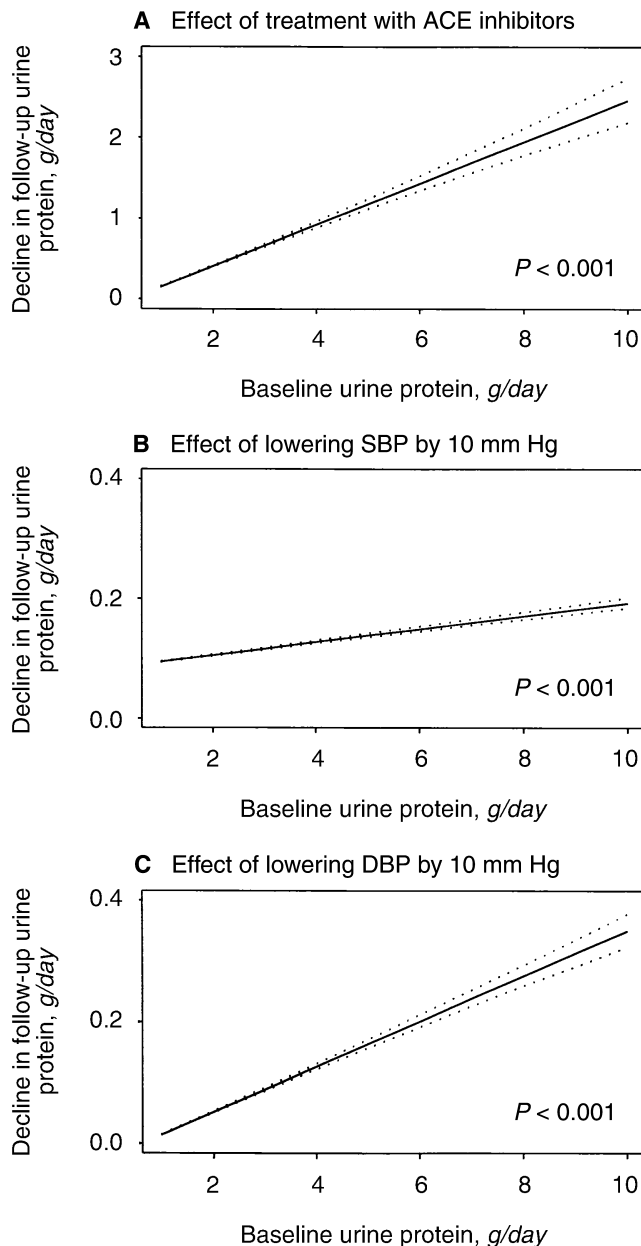 A Effect of treatment with ACE inhibitors
Decline in follow-up urine
protein, g/day
3
2
1
0
P < 0.001
2 4 6 8 10
Baseline urine protein, g/day
B Effect of lowering SBP by 10 mm Hg
Decline in follow-up urine
protein, g/day
0.4
0.2
0.0
P < 0.001
2 4 6 8 10
Baseline urine protein, g/day
C Effect of lowering DBP by 10 mm Hg
Decline in follow-up urine
protein, g/day
0.4
0.2
0.0
P < 0.001
2 4 6 8 10
Baseline urine protein, g/day